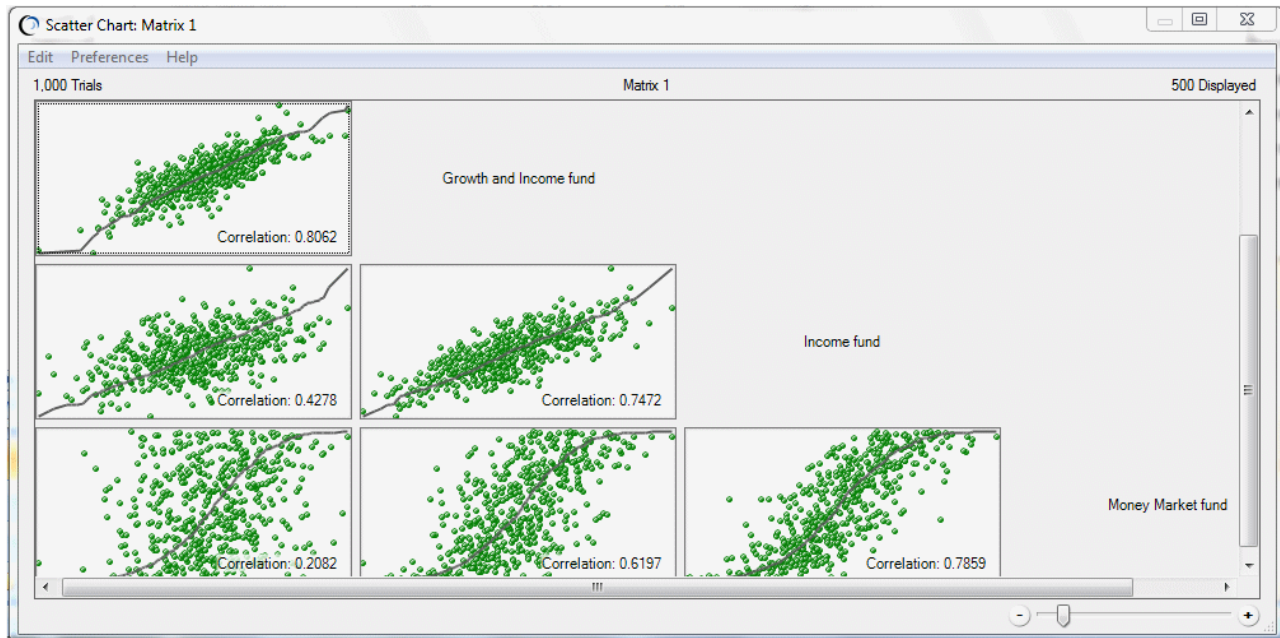 Scatter Chart: Matrix 1
Edit Preferences Help
1,000 Trials Matrix 1 500 Displayed
Growth and Income fund
Correlation: 0.8062
Income fund
Correlation: 0.4278 Correlation: 0.7472
Money Market fund
Correlation: 0.2082 Correlation: 0.6197 Correlation: 0.7859